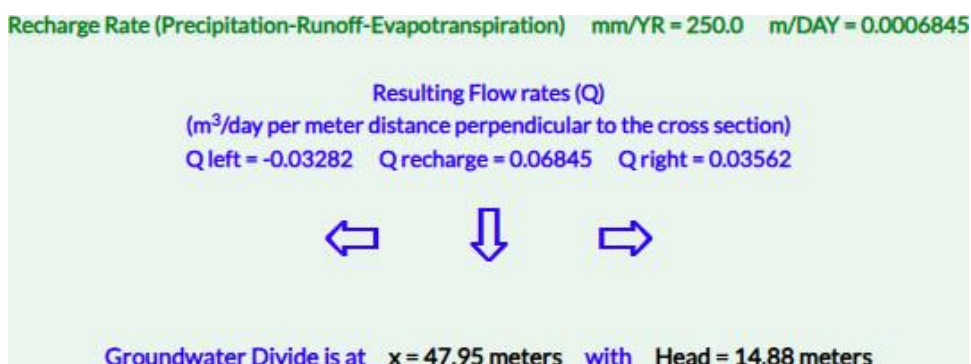 Recharge Rate (Precipitation-Runoff-Evapotranspiration) mm/YR = 250.0 m/DAY = 0.0006845
Resulting Flow rates (Q)
(m³/day per meter distance perpendicular to the cross section)
Q left = -0.03282 Q recharge = 0.06845 Q right = 0.03562
Groundwater Divide is at x = 47.95 meters with Head = 14.88 meters